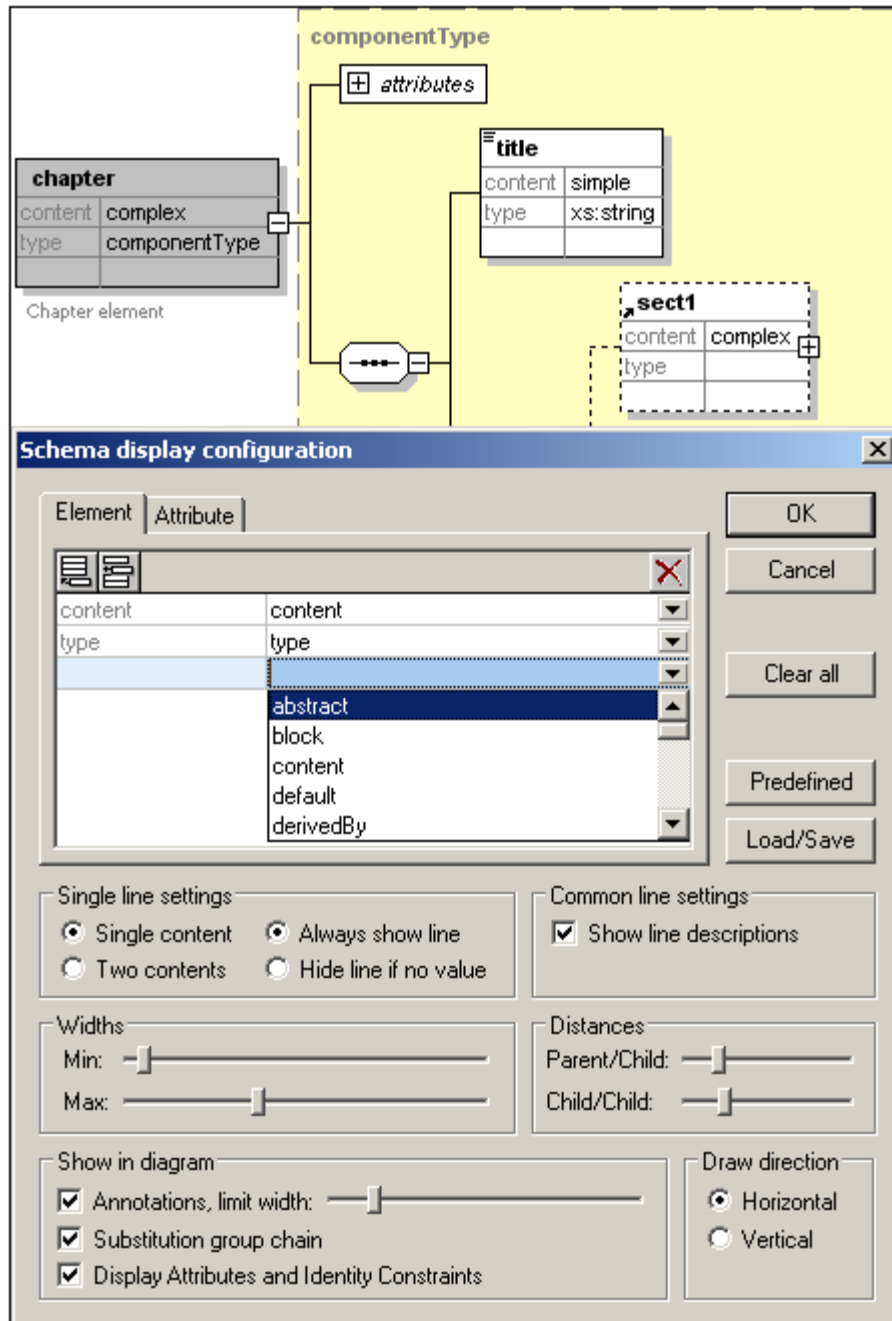 componentType
attributes
title
content simple
type xs:string
chapter
content complex
type componentType
Chapter element
sect1
content complex
type
Schema display configuration
Element Attribute
OK
Cancel
content content
type type
Clear all
abstract
block
content
default
derivedBy
Predefined
Load/Save
Single line settings
Single content Always show line
Two contents Hide line if no value
Common line settings
Show line descriptions
Widths
Min:
Max:
Distances
Parent/Child:
Child/Child:
Show in diagram
Annotations, limit width:
Substitution group chain
Display Attributes and Identity Constraints
Draw direction
Horizontal
Vertical